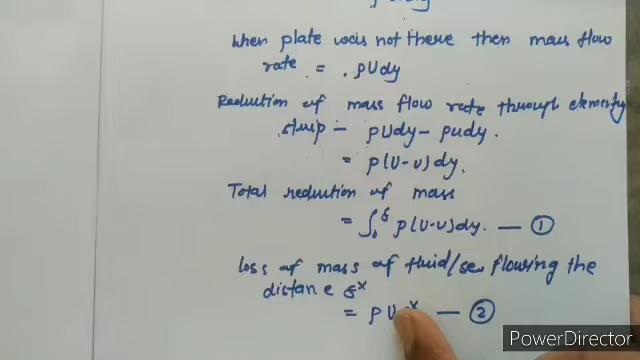 When plate was not there then mass flow
rate = . ρUdy
Reduction of mass flow rate through elementry
strip - ρUdy - ρudy.
= ρ(U-u)dy.
Total reduction of mass
= ∫₀^δ ρ(U-u)dy. — ①
loss of mass of fluid/sec flowing the
distance δ*
= ρU — ②
PowerDirector